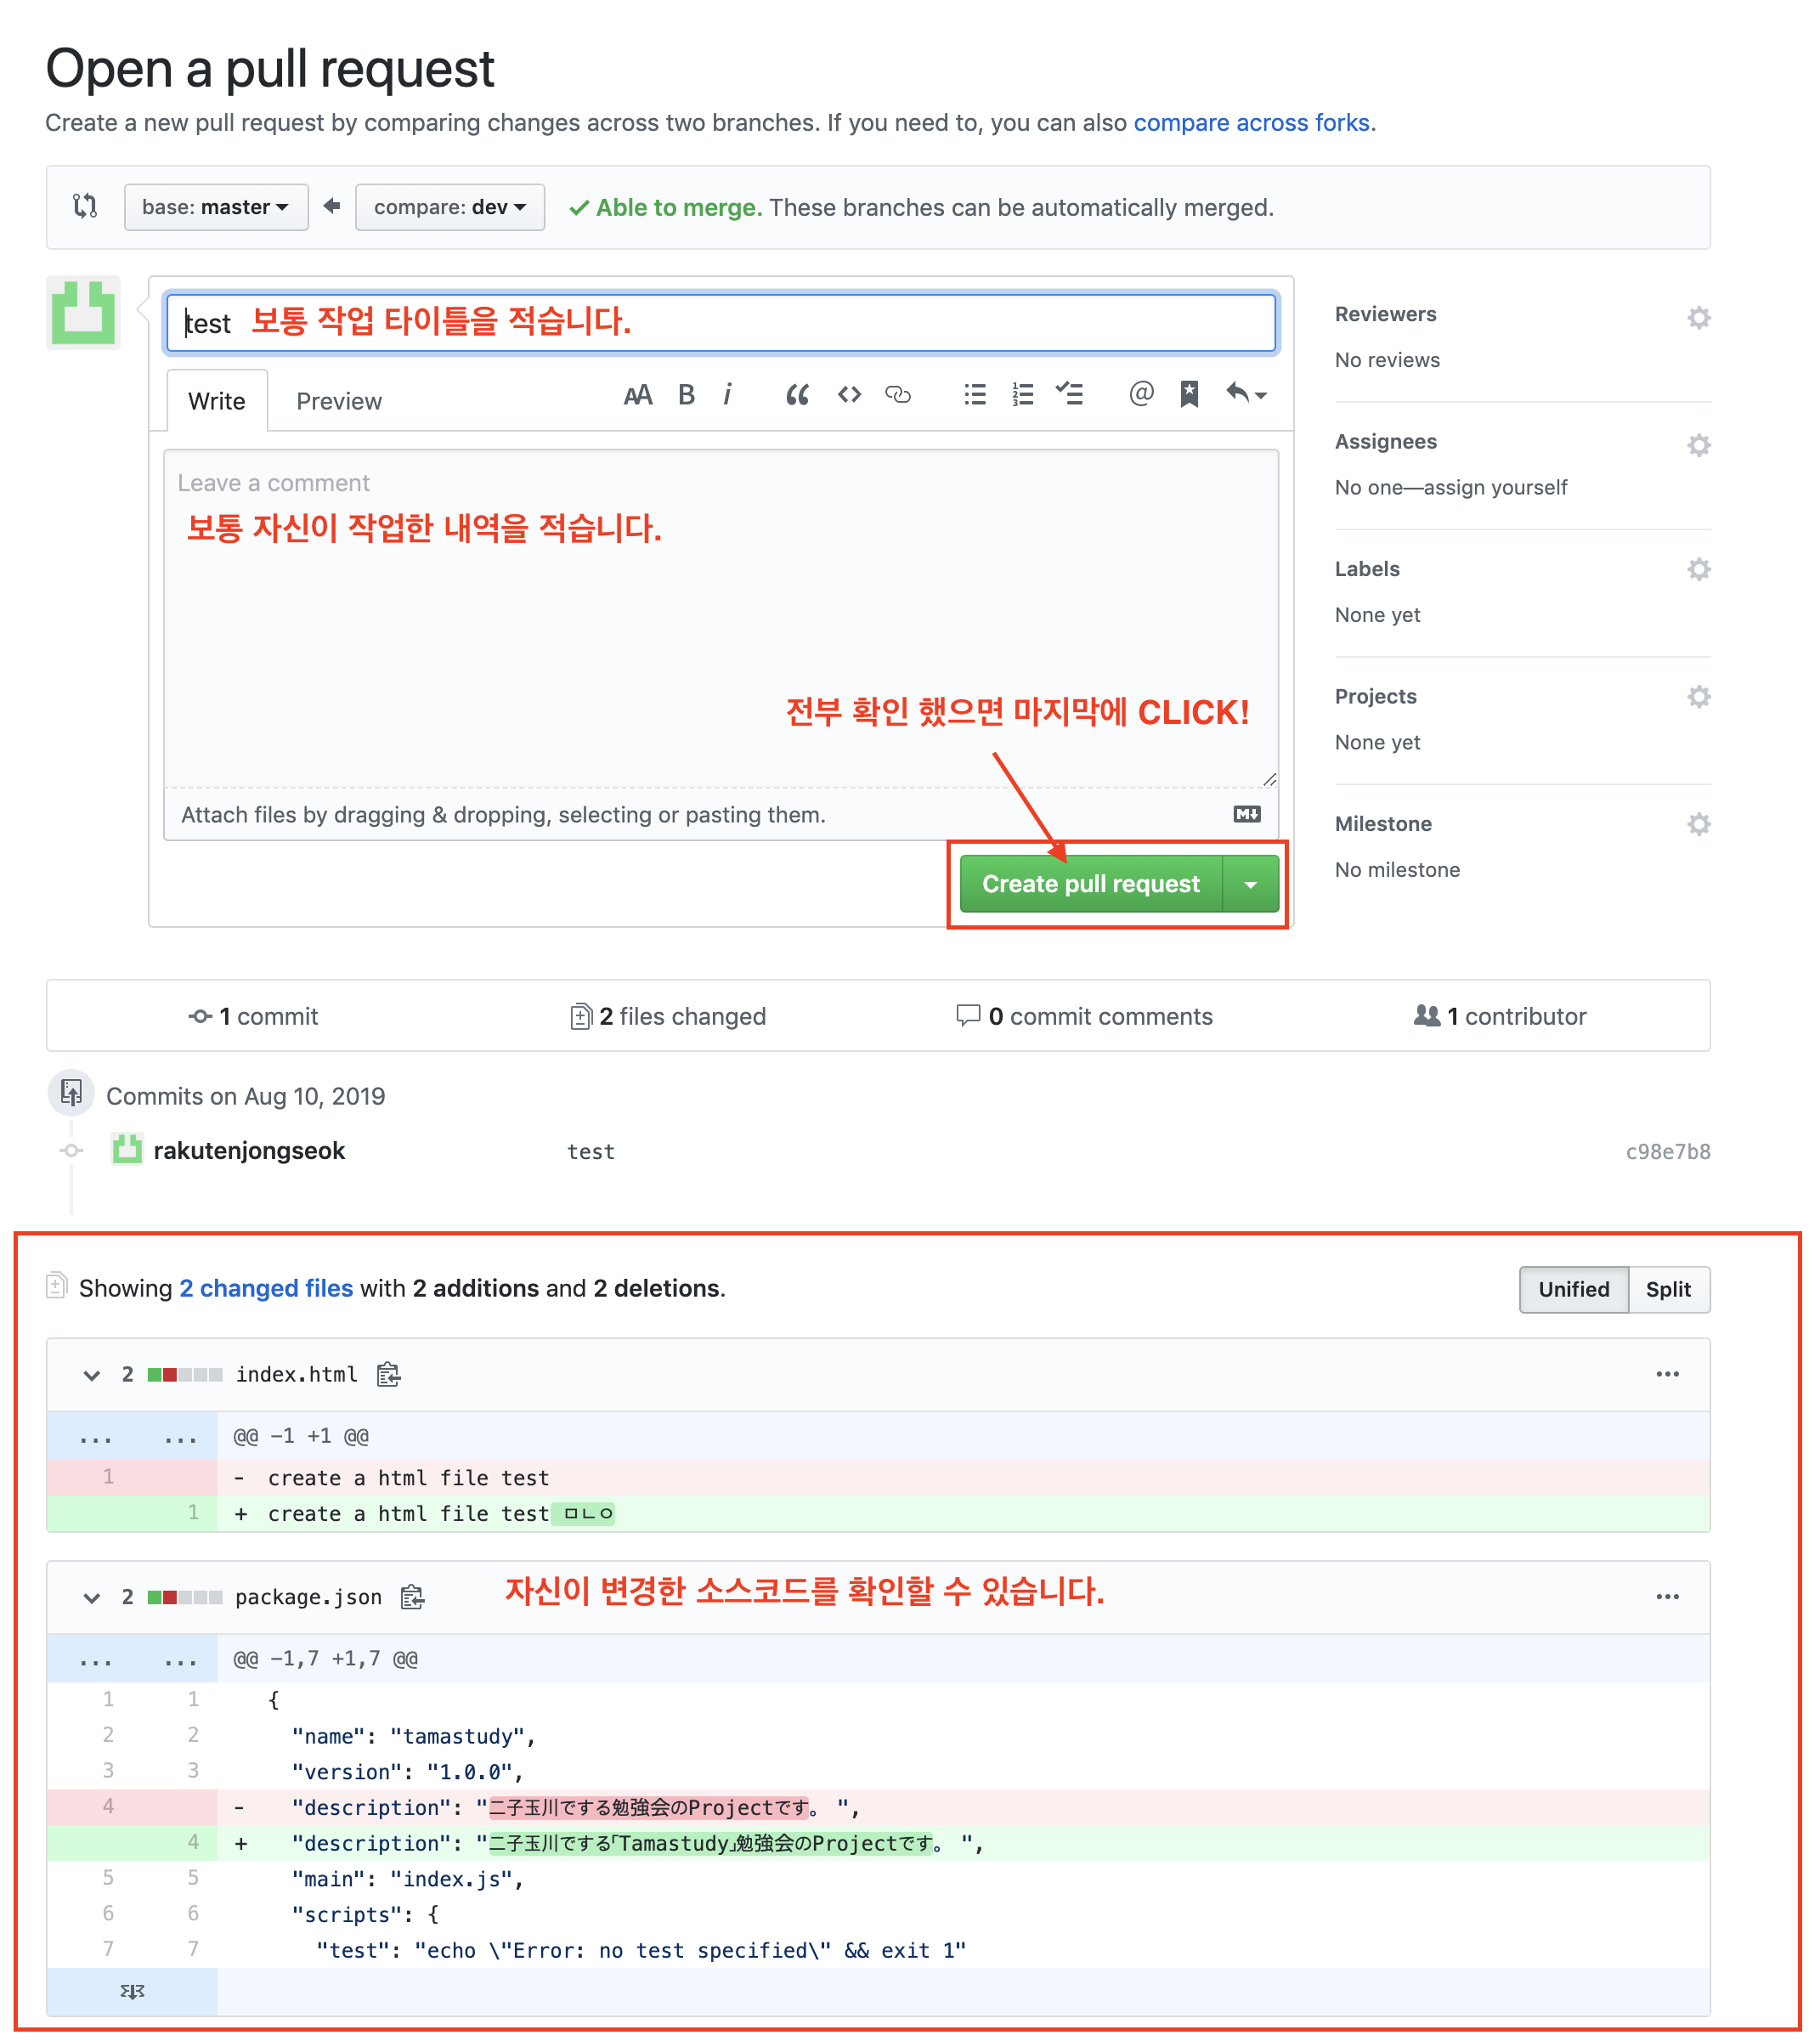 Open a pull request
Create a new pull request by comparing changes across two branches. If you need to, you can also compare across forks.
base: master compare: dev Able to merge. These branches can be automatically merged.
test 보통 작업 타이틀을 적습니다.
Write Preview
Leave a comment
보통 자신이 작업한 내역을 적습니다.
전부 확인 했으면 마지막에 CLICK!
Attach files by dragging & dropping, selecting or pasting them.
Create pull request
Reviewers
No reviews
Assignees
No one—assign yourself
Labels
None yet
Projects
None yet
Milestone
No milestone
1 commit 2 files changed 0 commit comments 1 contributor
Commits on Aug 10, 2019
rakutenjongseok test c98e7b8
Showing 2 changed files with 2 additions and 2 deletions.
Unified Split
2 index.html
... ... @@ -1 +1 @@
1 - create a html file test
1 + create a html file test ㅁㄴㅇ
2 package.json 자신이 변경한 소스코드를 확인할 수 있습니다.
... ... @@ -1,7 +1,7 @@
1 1 {
2 2 "name": "tamastudy",
3 3 "version": "1.0.0",
4 - "description": "二子玉川でする勉強会のProjectです。 ",
4 + "description": "二子玉川でする「Tamastudy」勉強会のProjectです。 ",
5 5 "main": "index.js",
6 6 "scripts": {
7 7 "test": "echo \"Error: no test specified\" && exit 1"